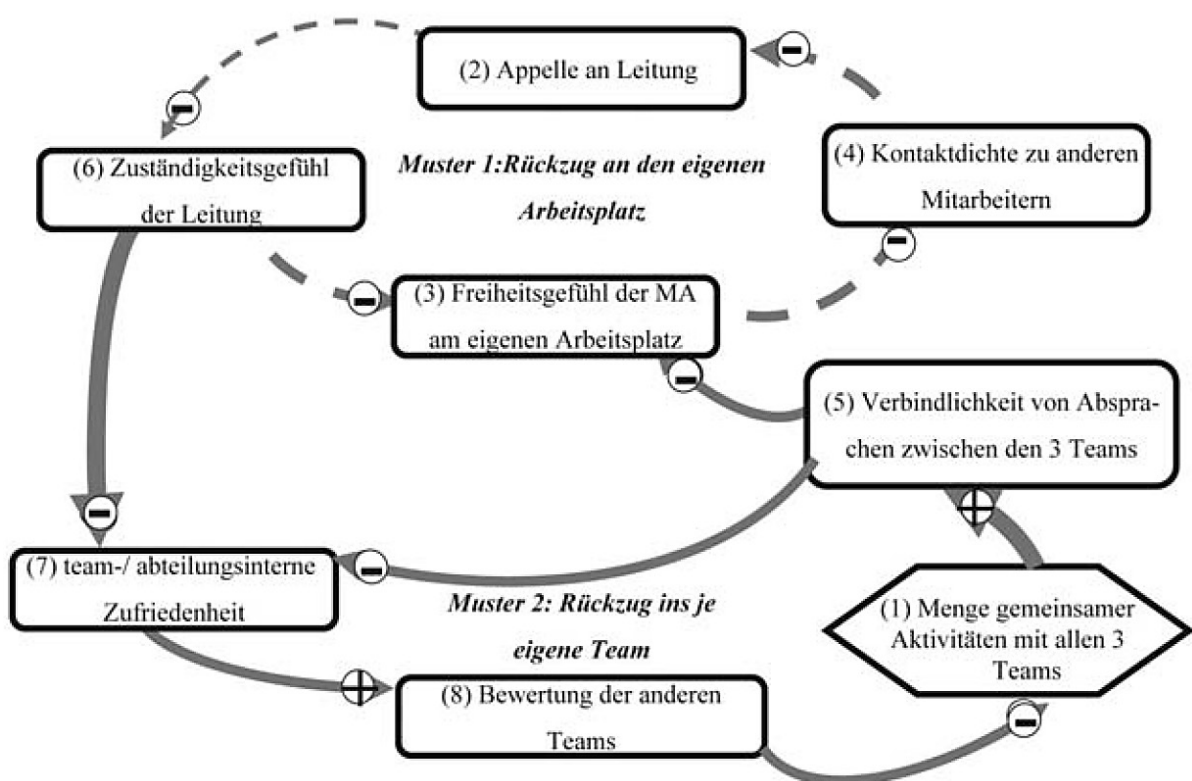 (2) Appelle an Leitung
(6) Zuständigkeitsgefühl
der Leitung
Muster 1:Rückzug an den eigenen
Arbeitsplatz
(4) Kontaktdichte zu anderen
Mitarbeitern
(3) Freiheitsgefühl der MA
am eigenen Arbeitsplatz
(5) Verbindlichkeit von Abspra-
chen zwischen den 3 Teams
(7) team-/ abteilungsinterne
Zufriedenheit
Muster 2: Rückzug ins je
eigene Team
(1) Menge gemeinsamer
Aktivitäten mit allen 3
Teams
(8) Bewertung der anderen
Teams